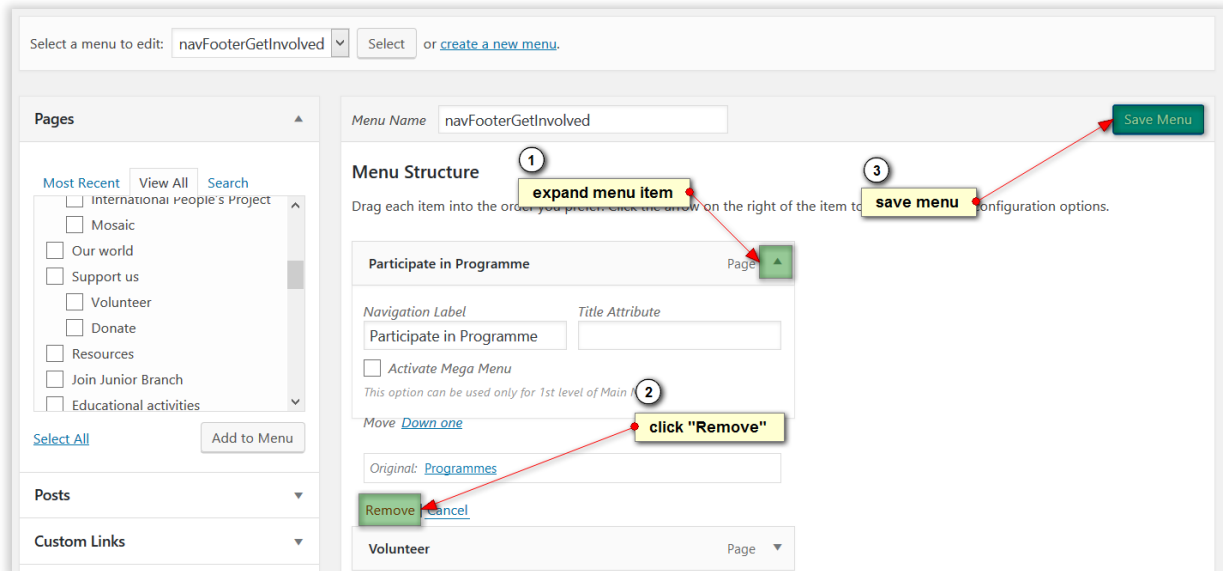 Select a menu to edit: navFooterGetInvolved Select or create a new menu.
Pages
Most Recent View All Search
International People's Project
Mosaic
Our world
Support us
Volunteer
Donate
Resources
Join Junior Branch
Educational activities
Select All Add to Menu
Posts
Custom Links
Menu Name navFooterGetInvolved Save Menu
1
3
Menu Structure
expand menu item
save menu
Drag each item into the order you prefer. Click the arrow on the right of the item to configuration options.
Participate in Programme Page
Navigation Label Title Attribute
Participate in Programme
Activate Mega Menu
This option can be used only for 1st level of Main
2
Move Down one
click "Remove"
Original: Programmes
Remove Cancel
Volunteer Page